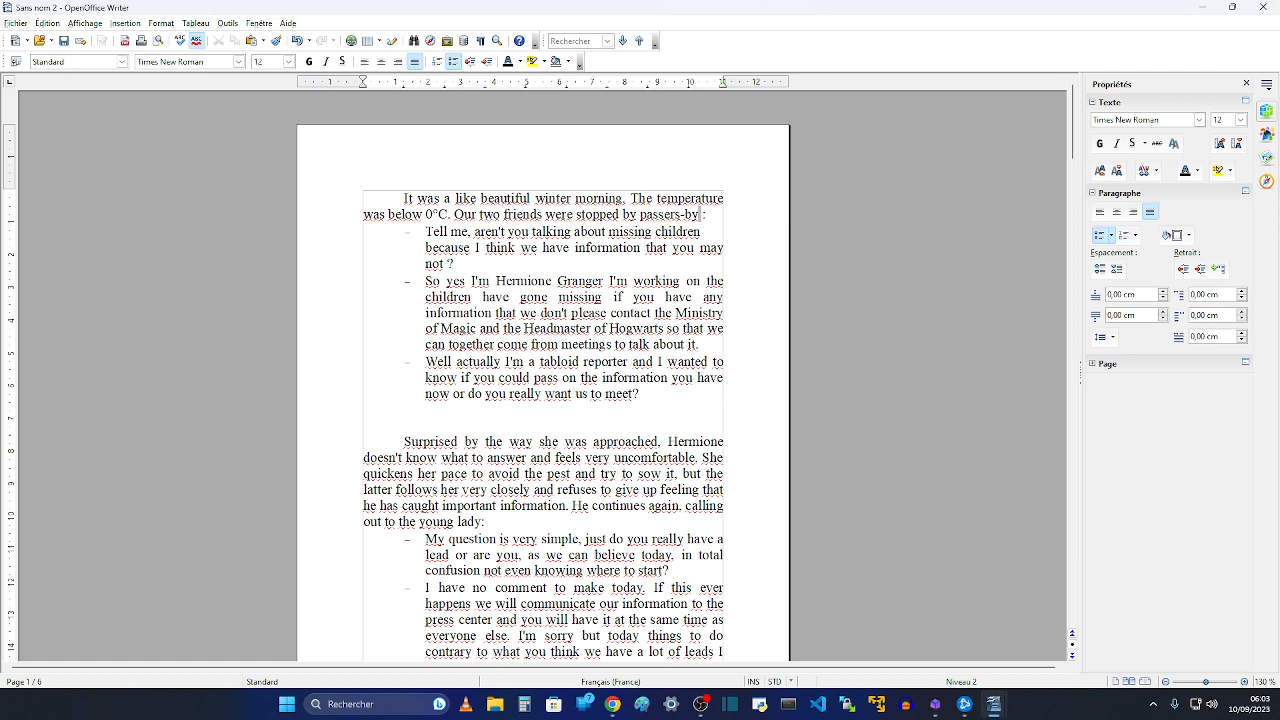 Sans nom 2 - OpenOffice Writer
Fichier Édition Affichage Insertion Format Tableau Outils Fenêtre Aide
Rechercher
Standard Times New Roman 12
1 1 2 3 4 5 6 7 8 9 10 11 12
Propriétés
Texte
Times New Roman 12
Paragraphe
Espacement : Retrait :
0,00 cm 0,00 cm
0,00 cm 0,00 cm
0,00 cm
Page
It was a like beautiful winter morning, The temperature
was below 0°C. Our two friends were stopped by passers-by :
– Tell me, aren't you talking about missing children
because I think we have information that you may
not ?
– So yes I'm Hermione Granger I'm working on the
children have gone missing if you have any
information that we don't please contact the Ministry
of Magic and the Headmaster of Hogwarts so that we
can together come from meetings to talk about it.
– Well actually I'm a tabloid reporter and I wanted to
know if you could pass on the information you have
now or do you really want us to meet?
Surprised by the way she was approached, Hermione
doesn't know what to answer and feels very uncomfortable. She
quickens her pace to avoid the pest and try to sow it, but the
latter follows her very closely and refuses to give up feeling that
he has caught important information. He continues again. calling
out to the young lady:
– My question is very simple, just do you really have a
lead or are you, as we can believe today, in total
confusion not even knowing where to start?
– I have no comment to make today. If this ever
happens we will communicate our information to the
press center and you will have it at the same time as
everyone else. I'm sorry but today things to do
contrary to what you think we have a lot of leads I
Page 1 / 6 Standard Français (France) INS STD Niveau 2 130 %
Rechercher
06:03
10/09/2023